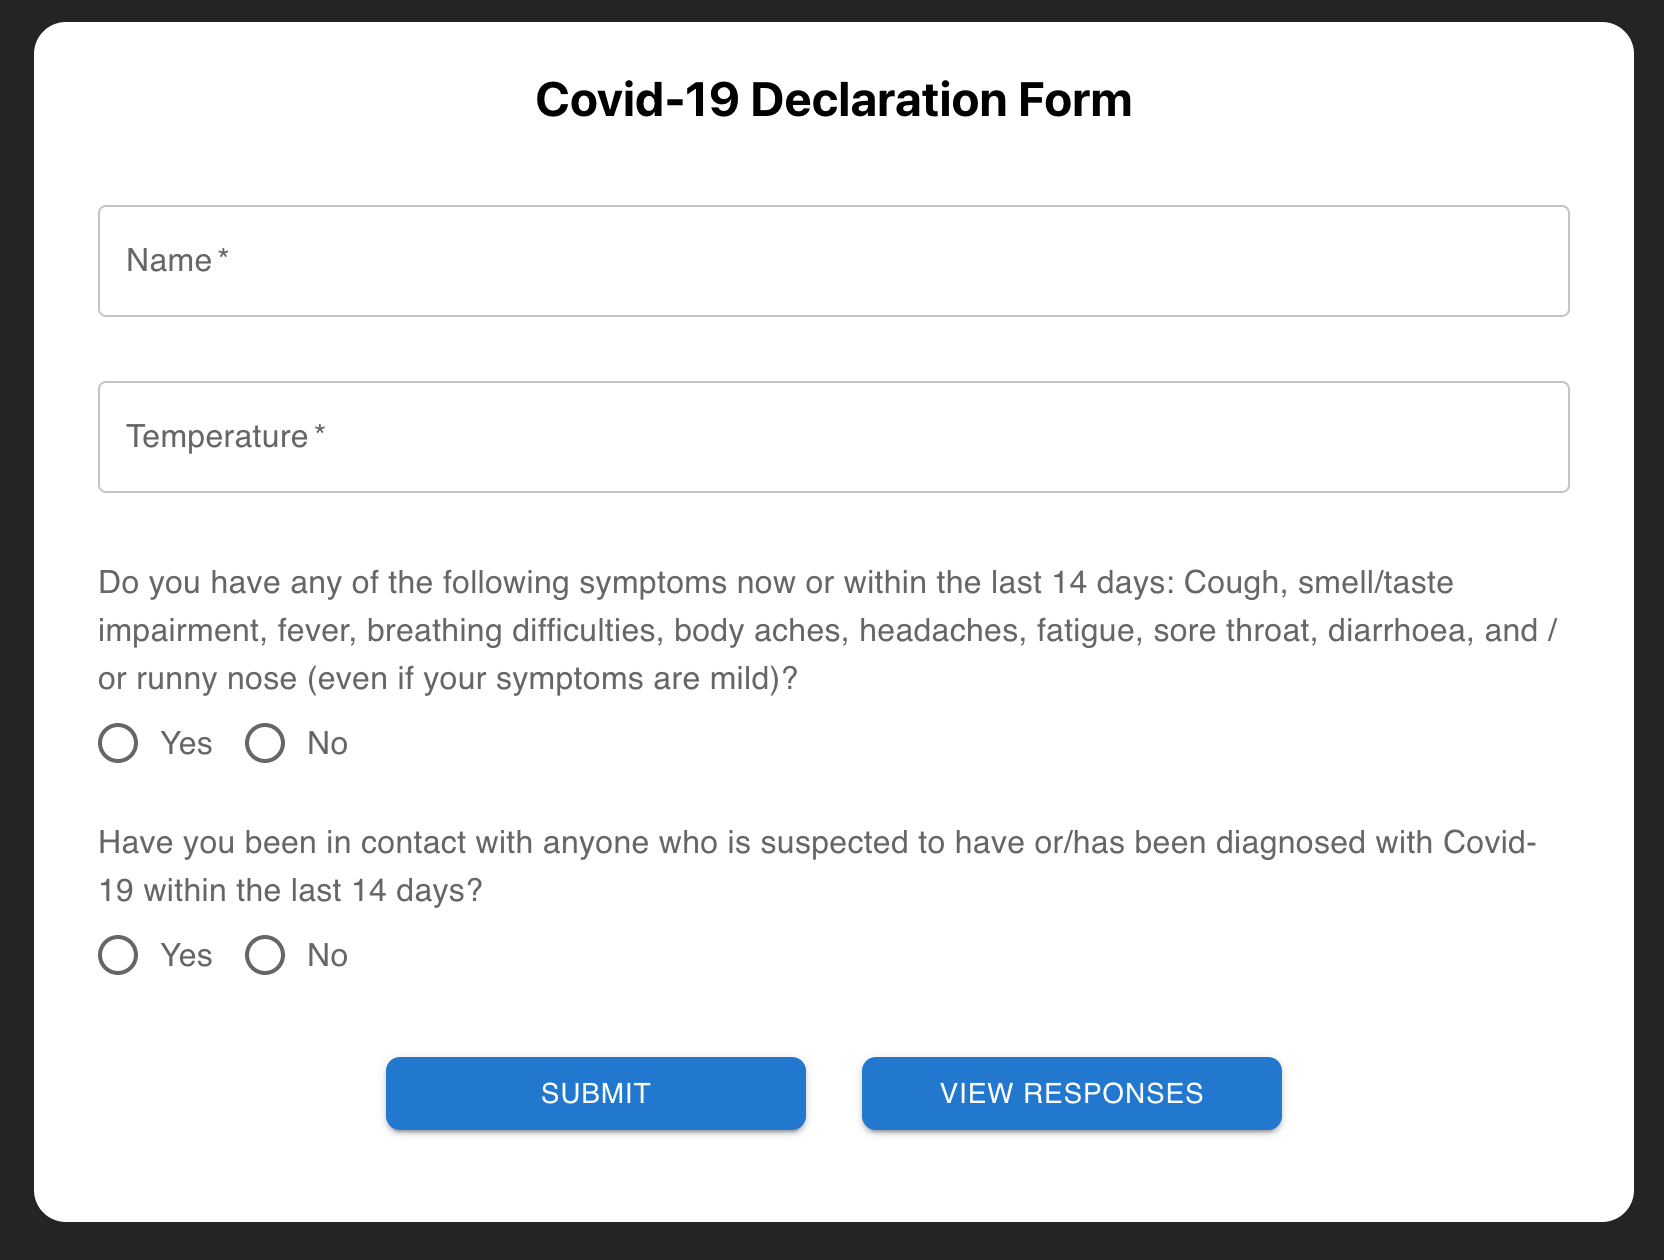 Covid-19 Declaration Form
Name *
Temperature *
Do you have any of the following symptoms now or within the last 14 days: Cough, smell/taste
impairment, fever, breathing difficulties, body aches, headaches, fatigue, sore throat, diarrhoea, and /
or runny nose (even if your symptoms are mild)?
Yes No
Have you been in contact with anyone who is suspected to have or/has been diagnosed with Covid-
19 within the last 14 days?
Yes No
SUBMIT VIEW RESPONSES